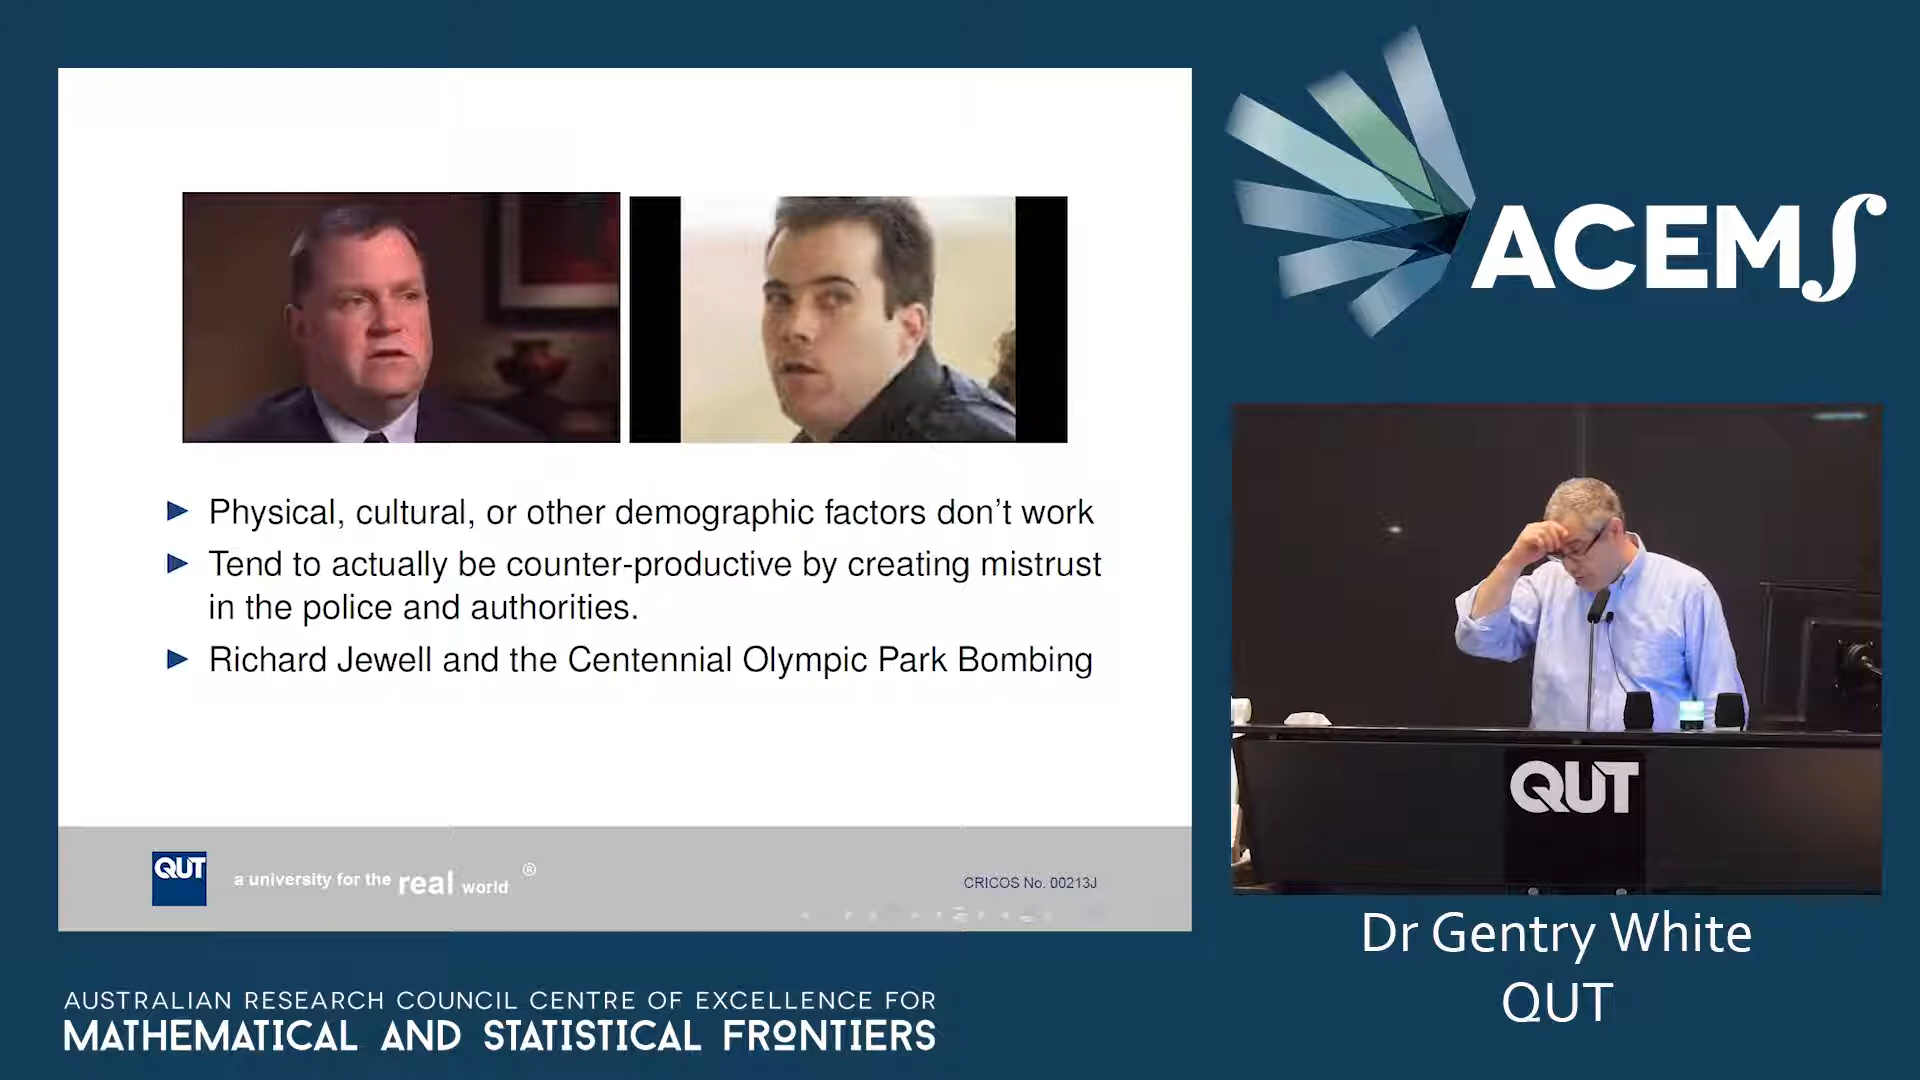 Physical, cultural, or other demographic factors don't work
Tend to actually be counter-productive by creating mistrust
in the police and authorities.
Richard Jewell and the Centennial Olympic Park Bombing
QUT
a university for the real world ®
CRICOS No. 00213J
ACEMS
QUT
Dr Gentry White
QUT
AUSTRALIAN RESEARCH COUNCIL CENTRE OF EXCELLENCE FOR
MATHEMATICAL AND STATISTICAL FRONTIERS